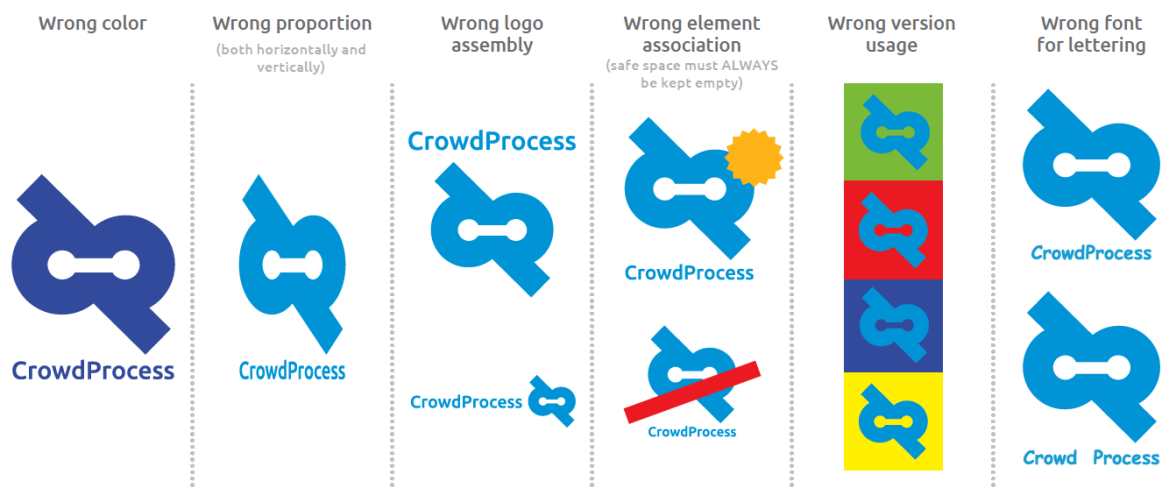 Wrong color
Wrong proportion
(both horizontally and
vertically)
Wrong logo
assembly
Wrong element
association
(safe space must ALWAYS
be kept empty)
Wrong version
usage
Wrong font
for lettering
CrowdProcess
CrowdProcess
CrowdProcess
CrowdProcess
CrowdProcess
CrowdProcess
CrowdProcess
Crowd Process